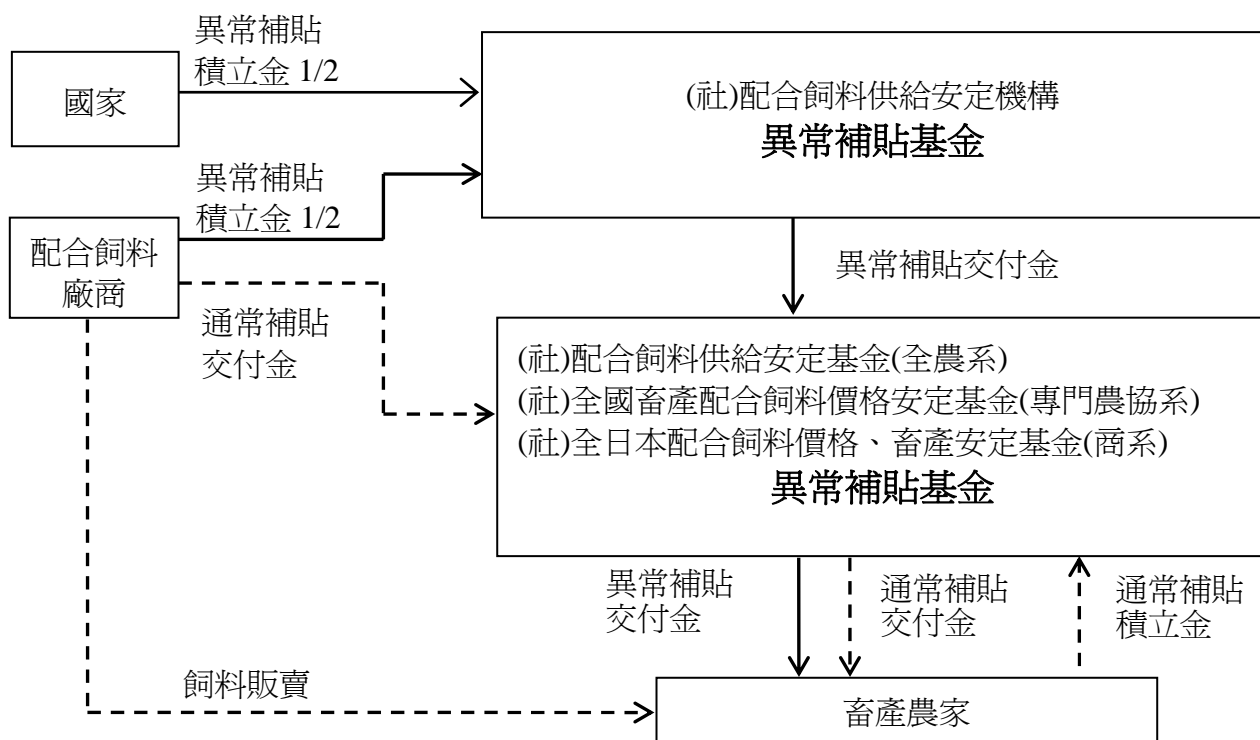 異常補貼
積立金 1/2
國家
(社)配合飼料供給安定機構
異常補貼基金
異常補貼
積立金 1/2
配合飼料
廠商
異常補貼交付金
通常補貼
交付金
(社)配合飼料供給安定基金(全農系)
(社)全國畜產配合飼料價格安定基金(專門農協系)
(社)全日本配合飼料價格、畜產安定基金(商系)
異常補貼基金
異常補貼
交付金
通常補貼
交付金
通常補貼
積立金
飼料販賣
畜產農家